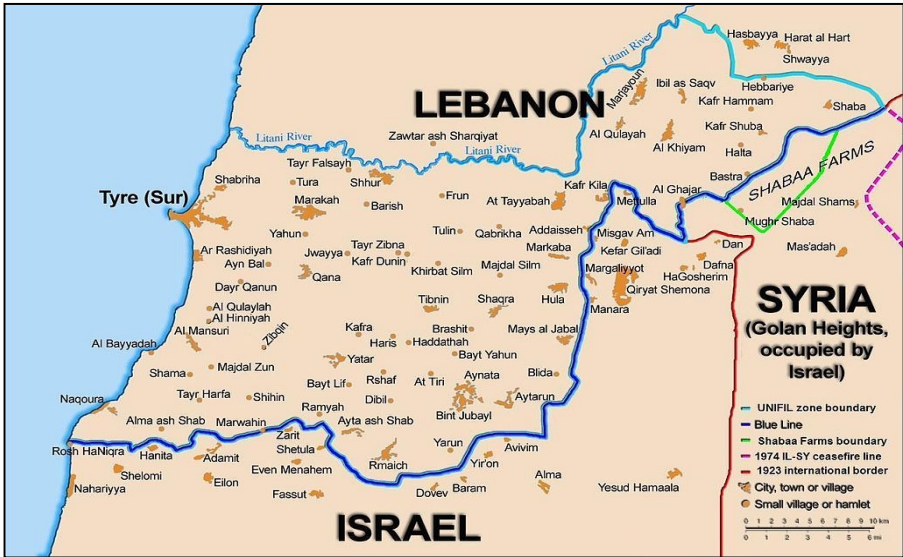 Hasbayya
Harat al Hart
Shwayya
Litani River
Marjayoun
Ibil as Saqv
Hebbariye
LEBANON
Kafr Hammam
Shaba
Al Qulayah
Kafr Shuba
Litani River
Zawtar ash Sharqiyat
Litani River
Al Khiyam
Halta
Tayr Falsayh
Bastra
SHABAA FARMS
Shabriha
Tura
Shhur
Kafr Kila
Al Ghajar
Tyre (Sur)
Marakah
Barish
Frun
At Tayyabah
Metulla
Majdal Shams
Mughr Shaba
Yahun
Tulin
Qabrikha
Addaisseh
Misgav Am
Ar Rashidiyah
Jwayya
Tayr Zibna
Markaba
Kefar Gil'adi
Dan
Mas'adah
Ayn Bal
Kafr Dunin
Khirbat Silm
Majdal Silm
Margaliyyot
Dafna
Qana
HaGosherim
Dayr Qanun
Hula
Qiryat Shemona
SYRIA
Tibnin
Shaqra
Manara
(Golan Heights,
occupied by
Israel)
Al Qulaylah
Al Hinniyah
Al Mansuri
Zibqin
Kafra
Brashit
Mays al Jabal
Al Bayyadah
Haris
Haddathah
Yatar
Bayt Yahun
Shama
Majdal Zun
Rshaf
At Tiri
Aynata
Blida
Naqoura
Tayr Harfa
Shihin
Bayt Lif
Dibil
Aytarun
UNIFIL zone boundary
Ramyah
Bint Jubayl
Blue Line
Alma ash Shab
Marwahin
Ayta ash Shab
Shabaa Farms boundary
Rosh HaNiqra
Zarit
Yarun
Avivim
1974 IL-SY ceasefire line
Hanita
Adamit
Shetula
Rmaich
Yir'on
1923 international border
Shelomi
Even Menahem
Alma
Yesud Hamaala
City, town or village
Nahariyya
Eilon
Fassut
Dovev
Baram
Small village or hamlet
ISRAEL
0 1 2 3 4 5 6 7 8 9 10 km
0 1 2 3 4 5 6 mi